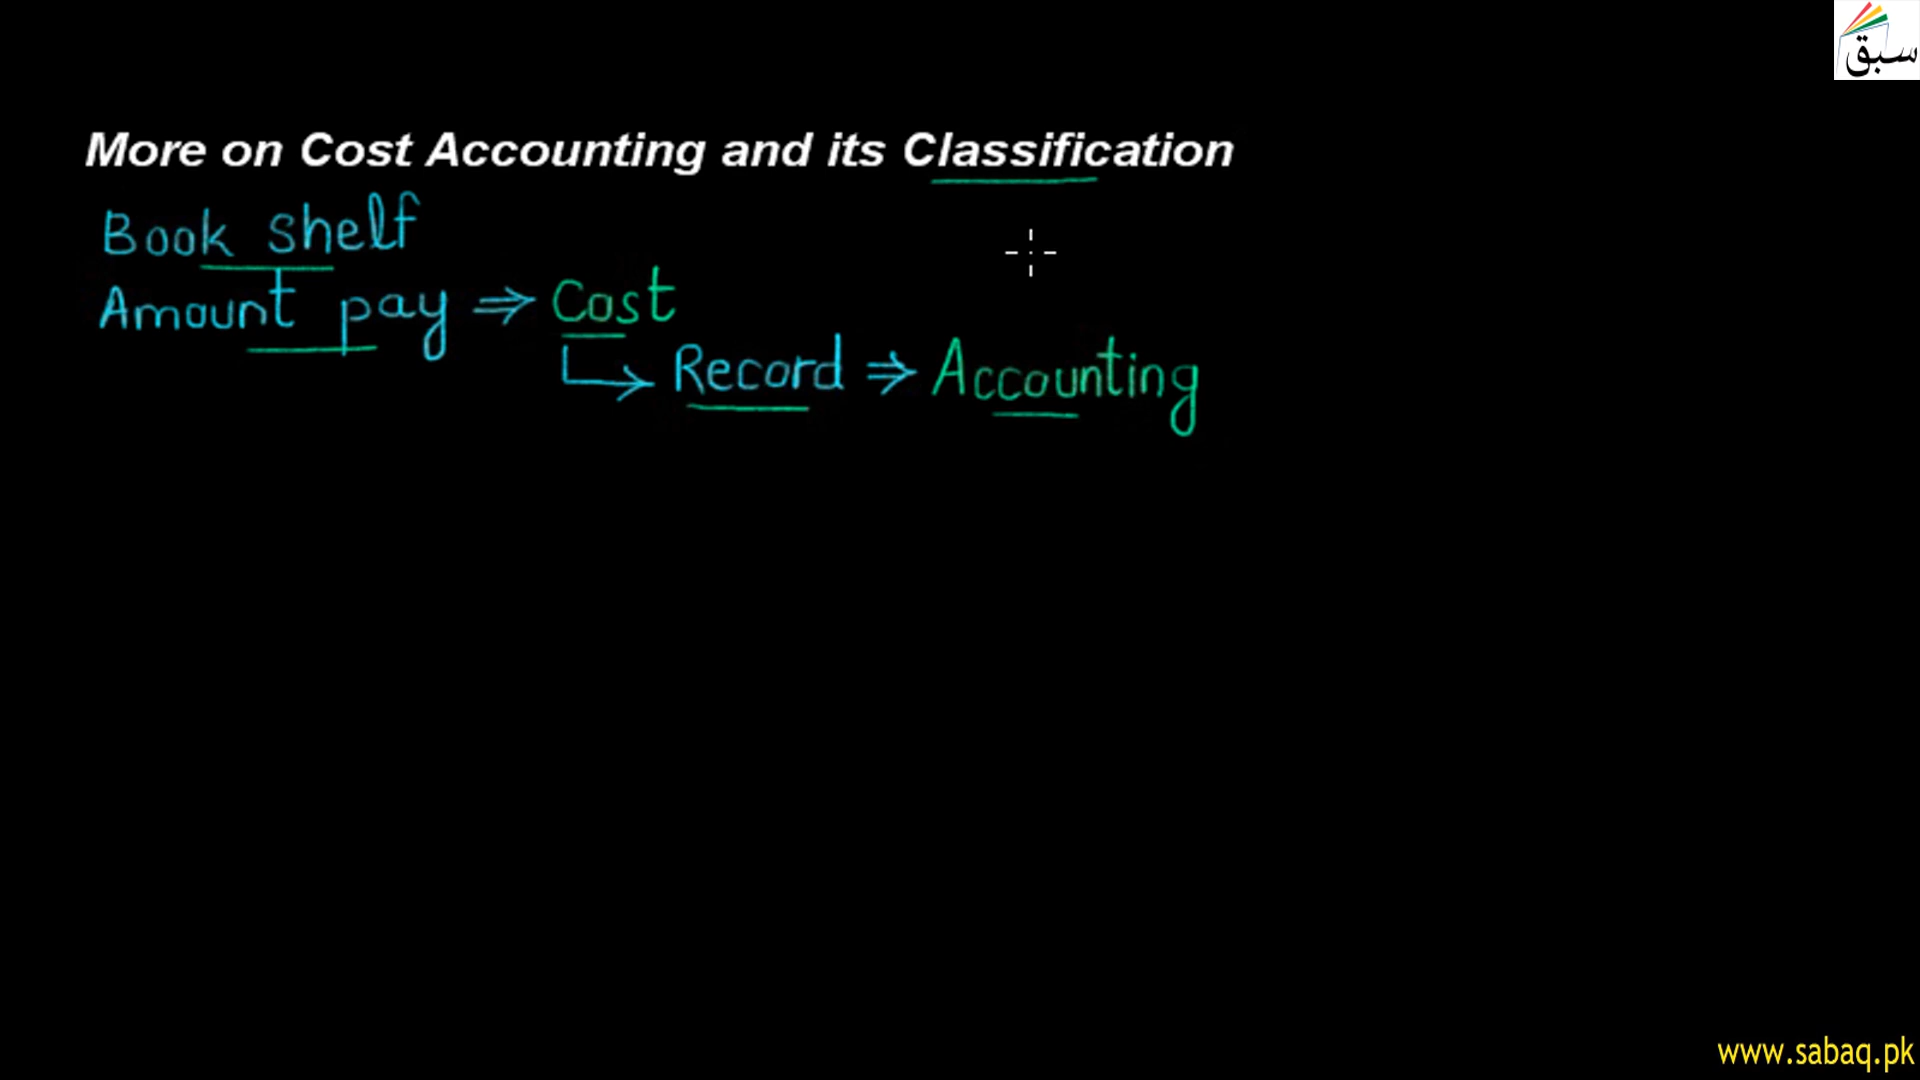 سبق
More on Cost Accounting and its Classification
Book shelf
Amount pay ⇒ Cost
↳ Record ⇒ Accounting
www.sabaq.pk